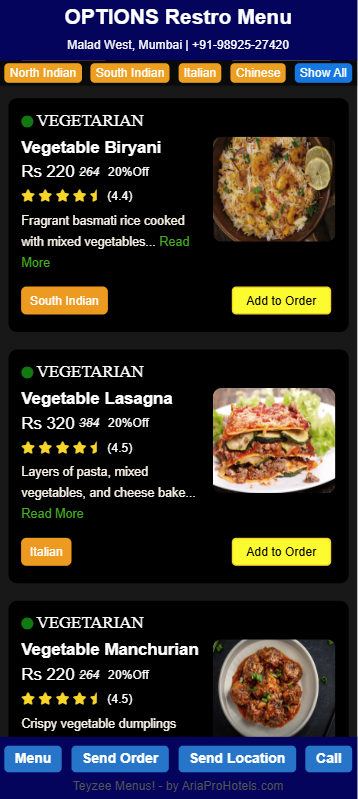 OPTIONS Restro Menu
Malad West, Mumbai | +91-98925-27420
North Indian South Indian Italian Chinese Show All
VEGETARIAN
Vegetable Biryani
Rs 220 264 20%Off
(4.4)
Fragrant basmati rice cooked
with mixed vegetables... Read
More
South Indian Add to Order
VEGETARIAN
Vegetable Lasagna
Rs 320 384 20%Off
(4.5)
Layers of pasta, mixed
vegetables, and cheese bake...
Read More
Italian Add to Order
VEGETARIAN
Vegetable Manchurian
Rs 220 264 20%Off
(4.5)
Crispy vegetable dumplings
Menu Send Order Send Location Call
Teyzee Menus! - by AriaProHotels.com